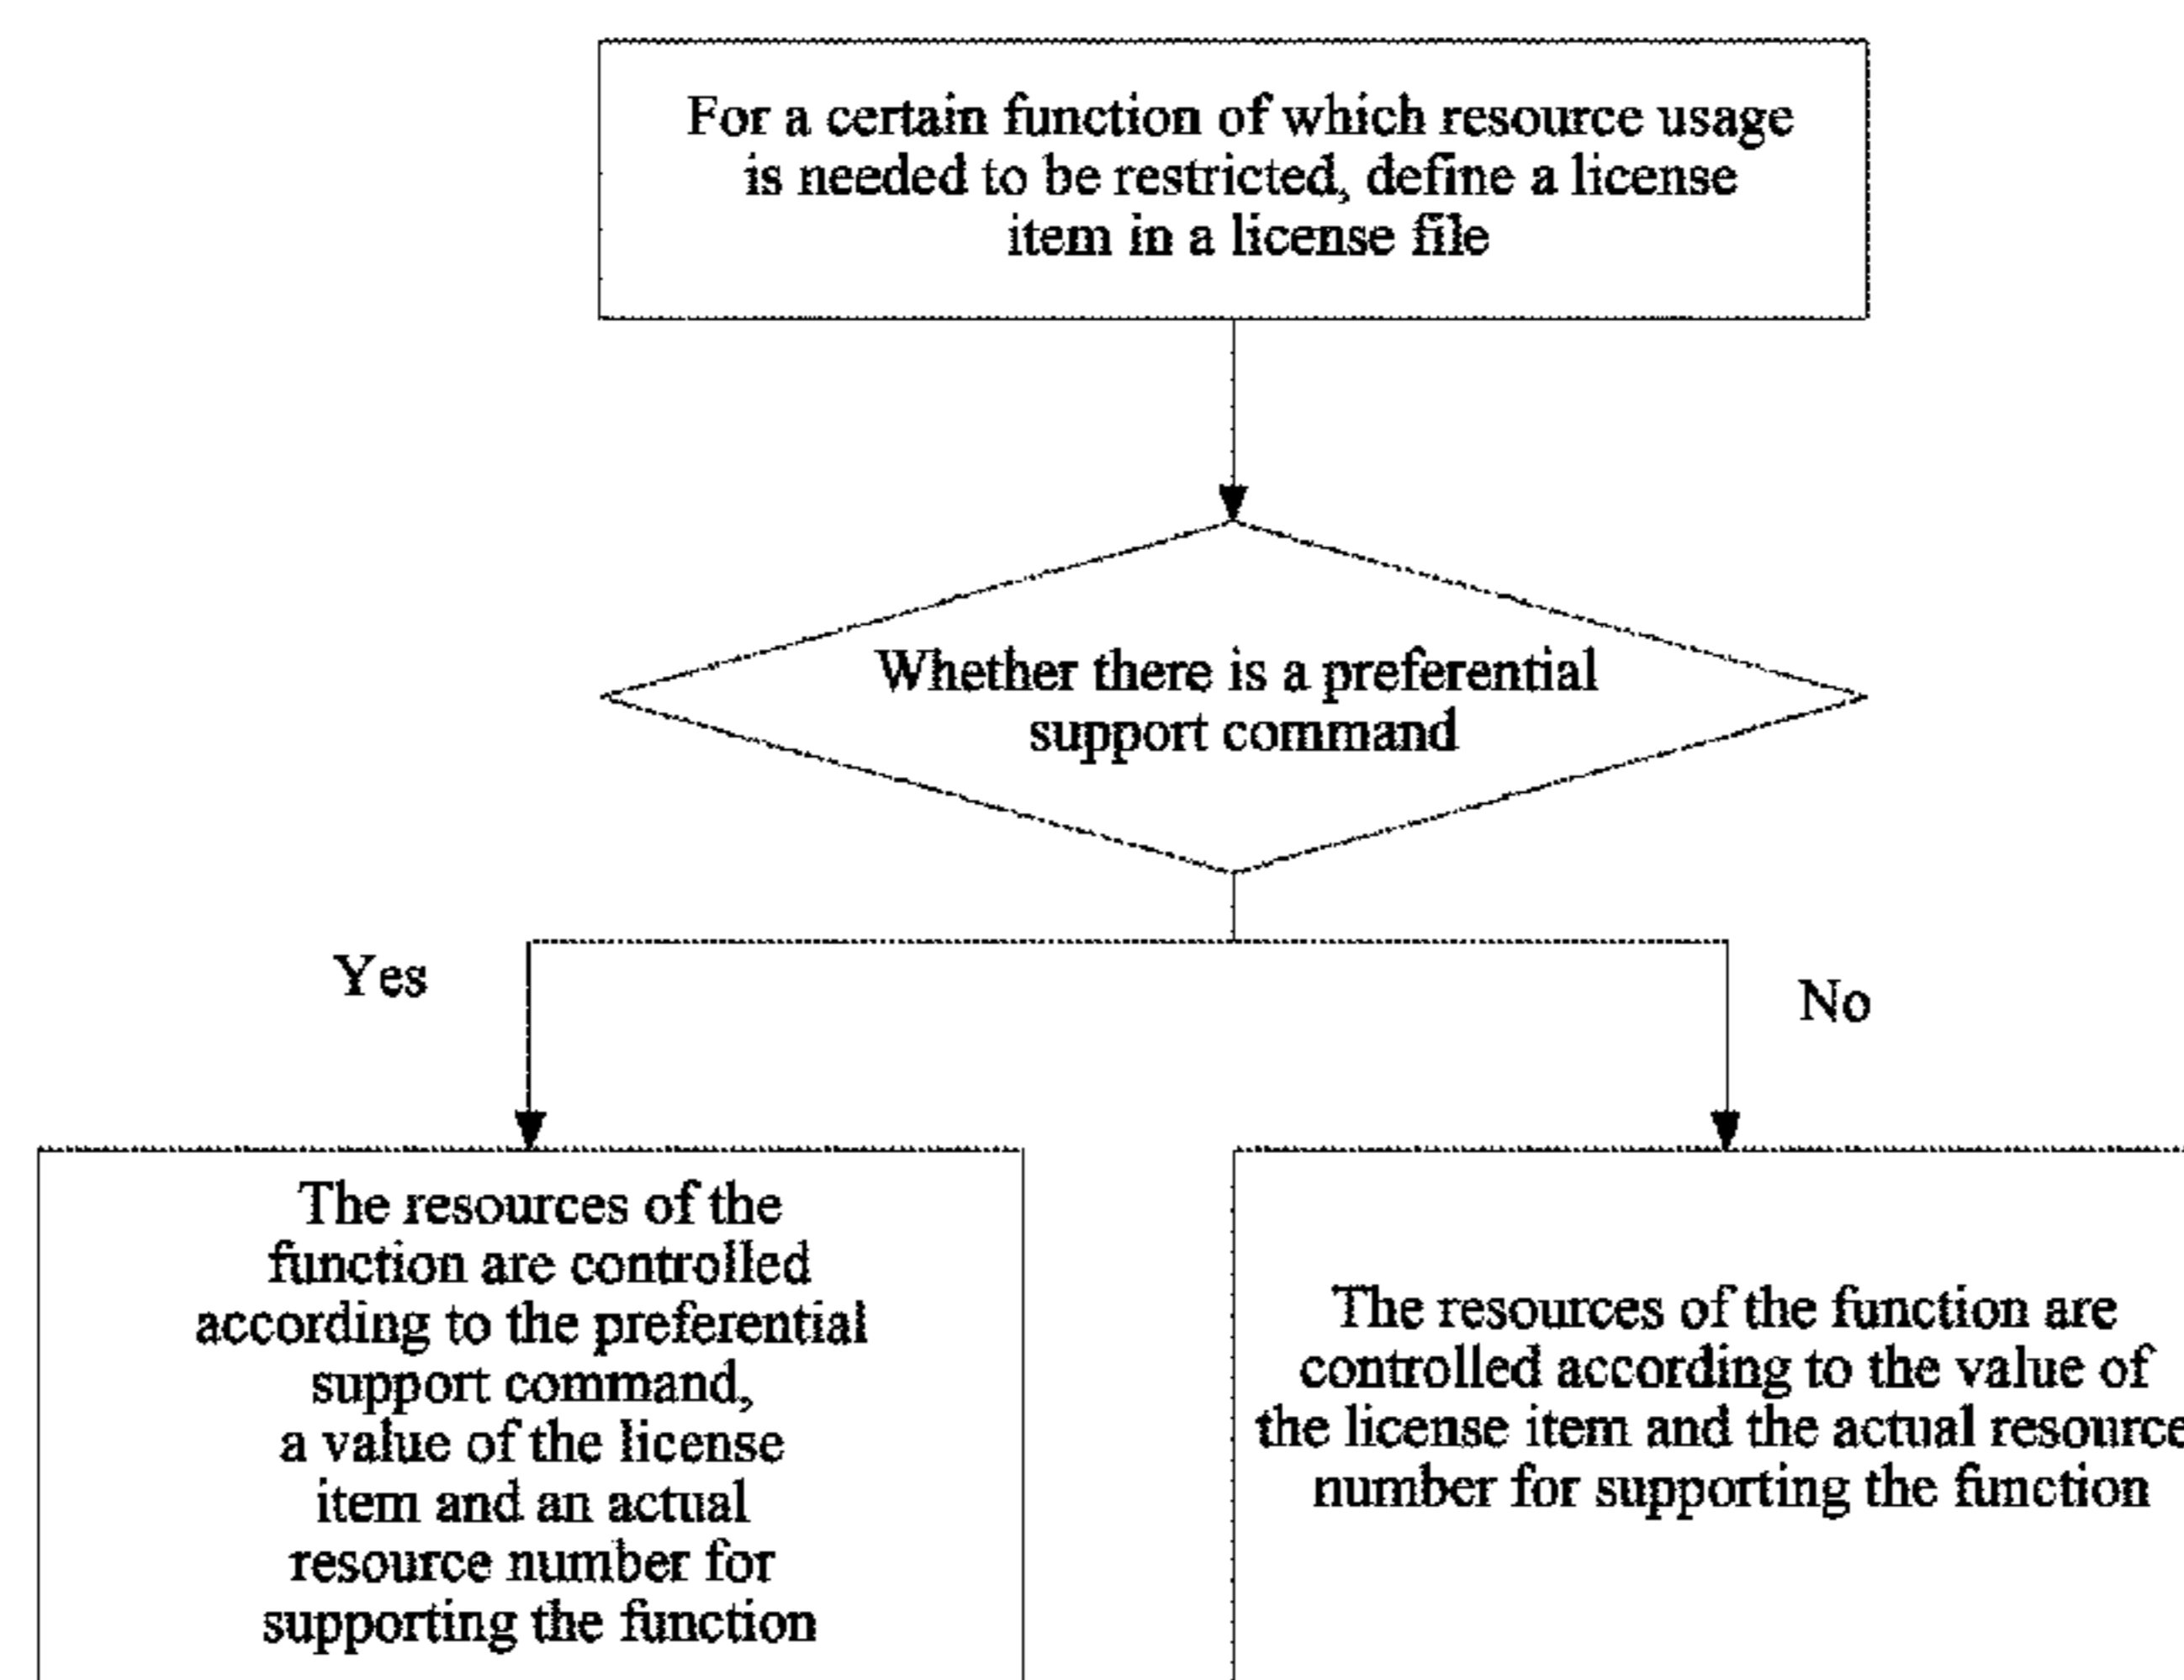 For a certain function of which resource usage
is needed to be restricted, define a license
item in a license file
Whether there is a preferential
support command
Yes
No
The resources of the
function are controlled
according to the preferential
support command,
a value of the license
item and an actual
resource number for
supporting the function
The resources of the function are
controlled according to the value of
the license item and the actual resource
number for supporting the function